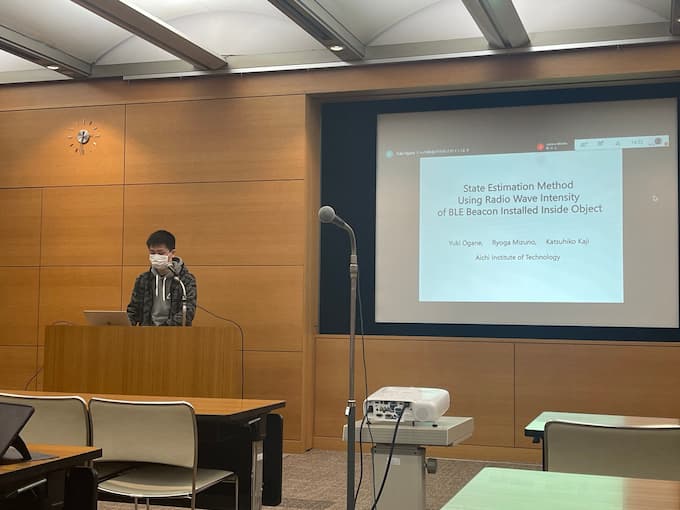 State Estimation Method
Using Radio Wave Intensity
of BLE Beacon Installed Inside Object
Yuki Ogane, Ryoga Mizuno, Katsuhiko Kaji
Aichi Institute of Technology